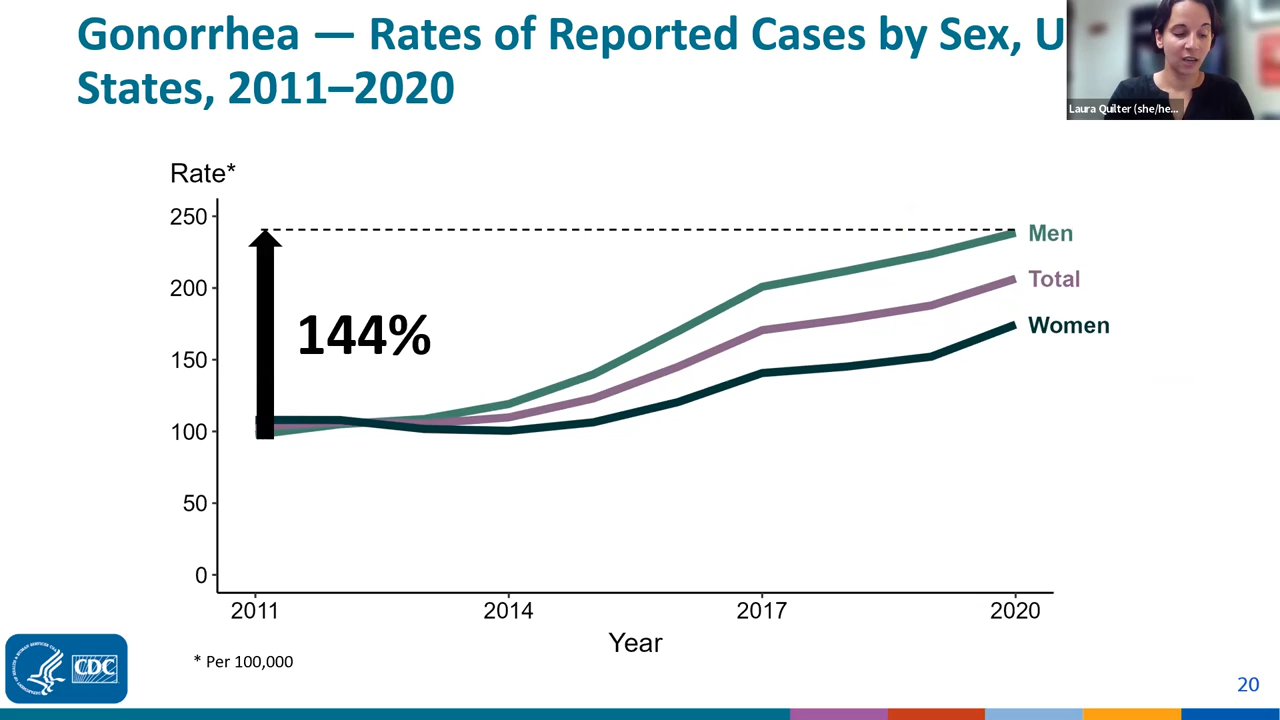 Gonorrhea — Rates of Reported Cases by Sex, U
States, 2011–2020
Laura Quilter (she/he...
Rate*
250
200
150
100
50
0
144%
Men
Total
Women
2011
2014
2017
2020
Year
* Per 100,000
CDC
20